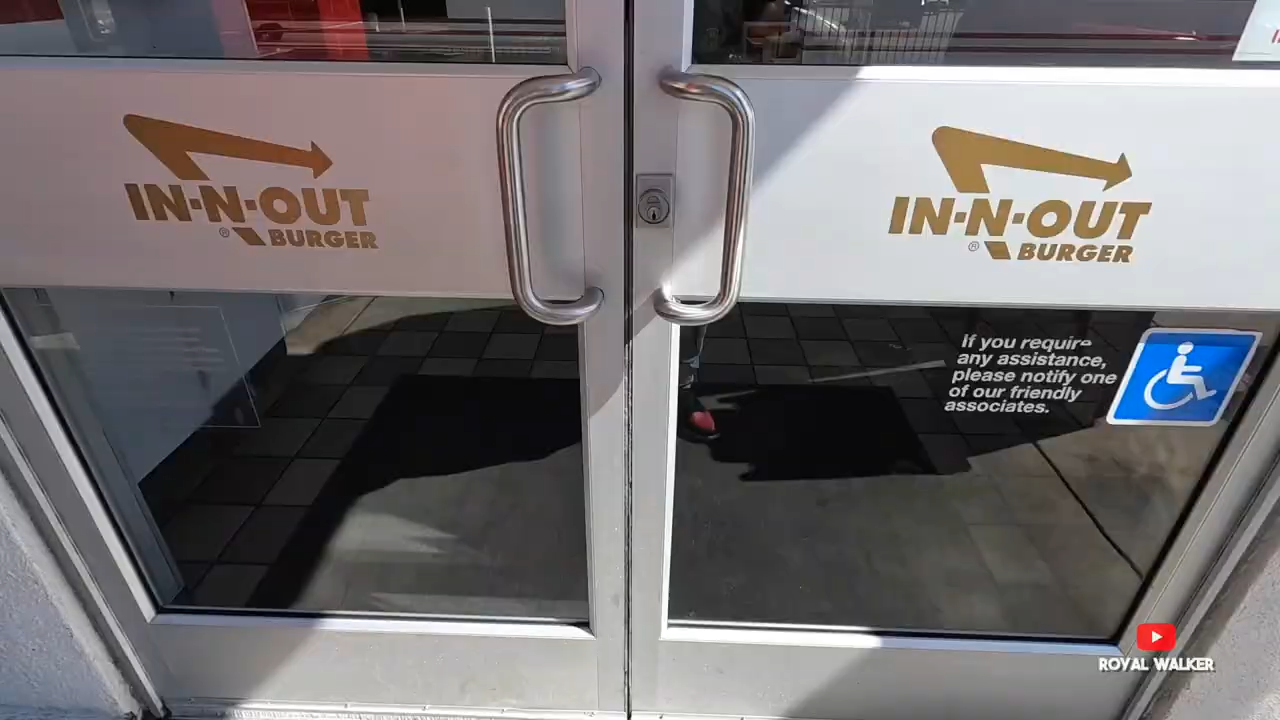 IN-N-OUT
® BURGER
IN-N-OUT
® BURGER
If you require
any assistance,
please notify one
of our friendly
associates.
ROYAL WALKER